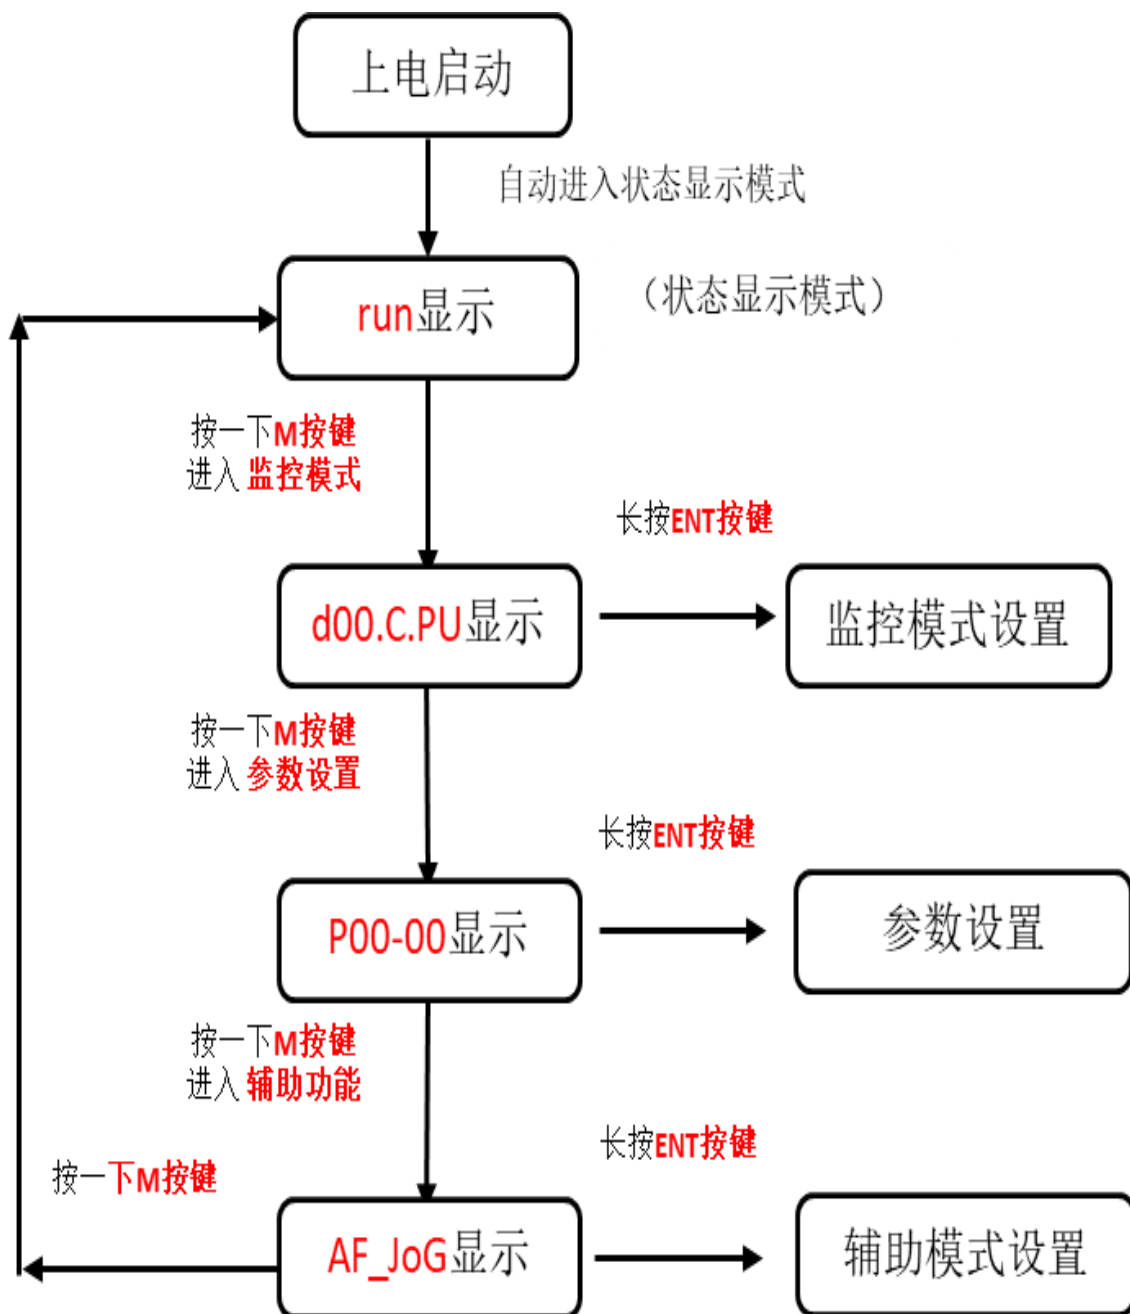 上电启动
自动进入状态显示模式
run显示
（状态显示模式）
按一下M按键
进入 监控模式
长按ENT按键
d00.C.PU显示
监控模式设置
按一下M按键
进入 参数设置
长按ENT按键
P00-00显示
参数设置
按一下M按键
进入 辅助功能
长按ENT按键
按一下M按键
AF_JoG显示
辅助模式设置